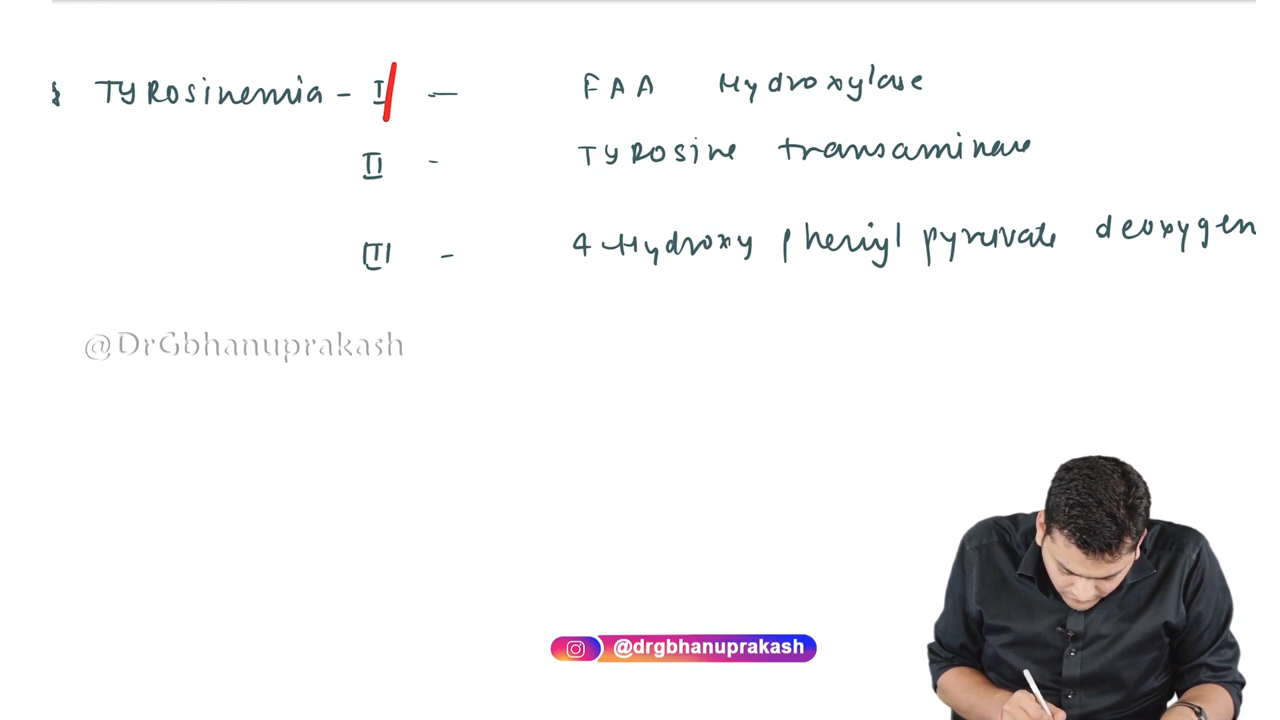 TYROSinemia - I — FAA Hydroxylase
II - TYROSine transaminase
III - 4-Hydroxy phenyl pyruvate deoxygen
@DrGbhanuprakash
@drgbhanuprakash